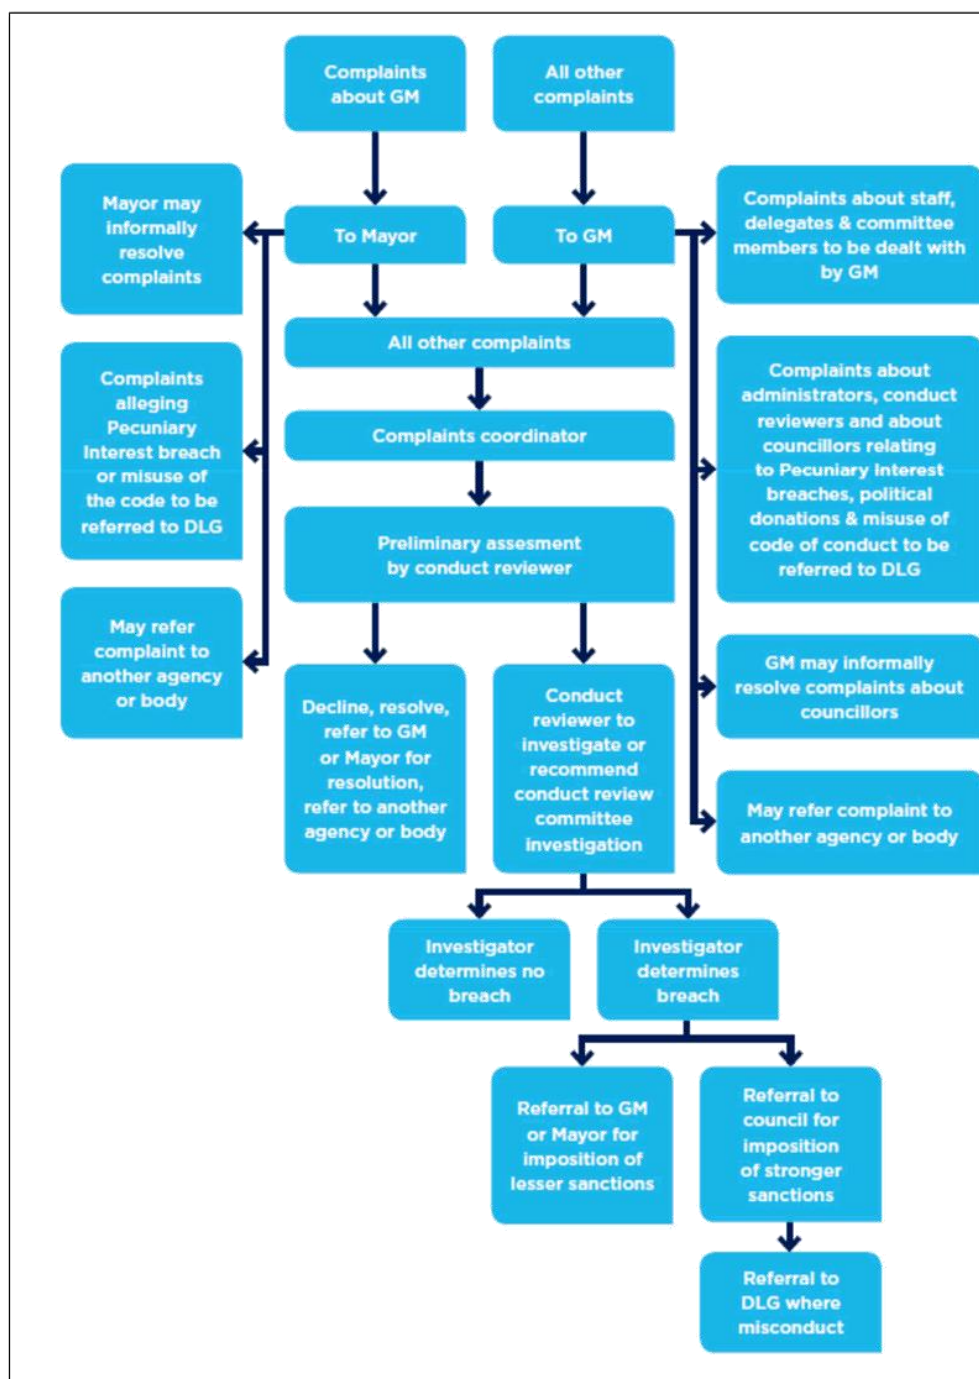 Complaints
about GM
All other
complaints
Mayor may
informally
resolve
complaints
To Mayor
To GM
Complaints about staff,
delegates & committee
members to be dealt with
by GM
All other complaints
Complaints
alleging
Pecuniary
Interest breach
or misuse of
the code to be
referred to DLG
Complaints coordinator
Complaints about
administrators, conduct
reviewers and about
councillors relating
to Pecuniary Interest
breaches, political
donations & misuse of
code of conduct to be
referred to DLG
Preliminary assesment
by conduct reviewer
May refer
complaint to
another agency
or body
Decline, resolve,
refer to GM
or Mayor for
resolution,
refer to another
agency or body
Conduct
reviewer to
investigate or
recommend
conduct review
committee
investigation
GM may informally
resolve complaints about
councillors
May refer complaint to
another agency or body
Investigator
determines no
breach
Investigator
determines
breach
Referral to GM
or Mayor for
imposition of
lesser sanctions
Referral to
council for
imposition
of stronger
sanctions
Referral to
DLG where
misconduct